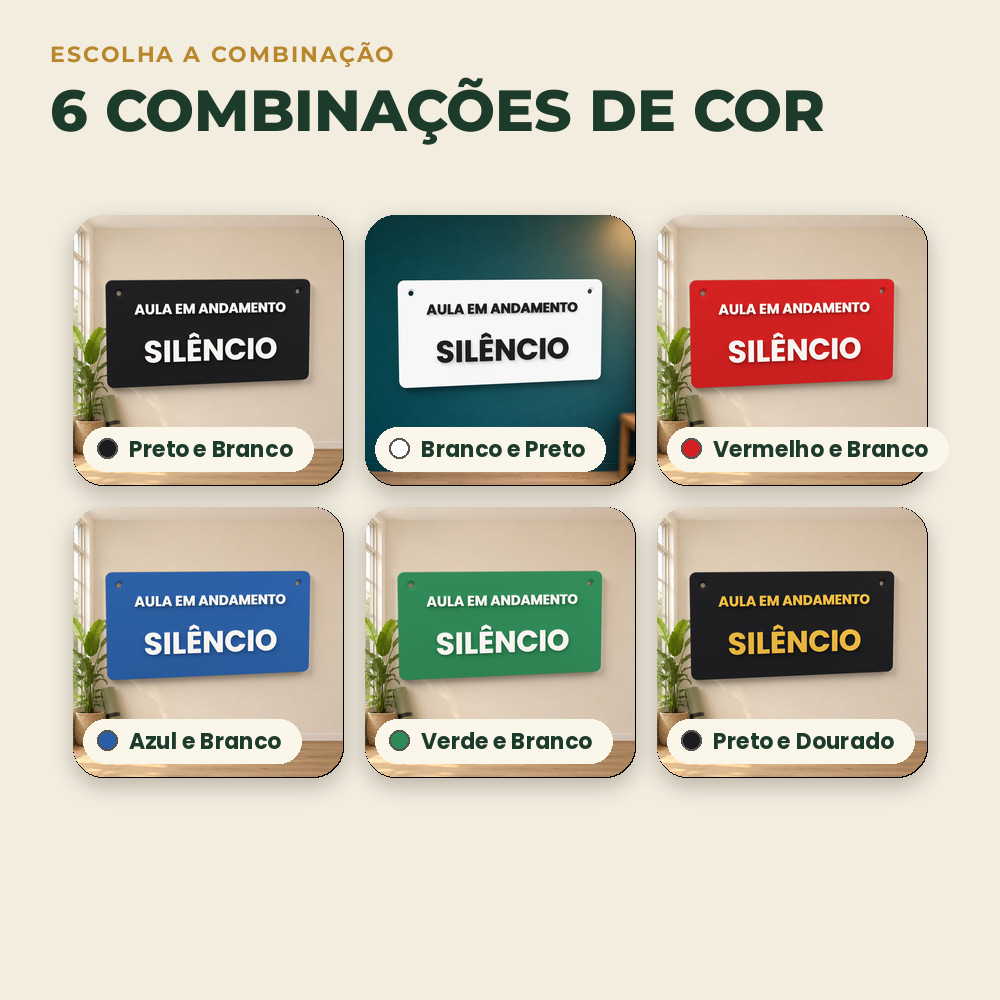 ESCOLHA A COMBINAÇÃO
6 COMBINAÇÕES DE COR
AULA EM ANDAMENTO
SILÊNCIO
Preto e Branco
AULA EM ANDAMENTO
SILÊNCIO
Branco e Preto
AULA EM ANDAMENTO
SILÊNCIO
Vermelho e Branco
AULA EM ANDAMENTO
SILÊNCIO
Azul e Branco
AULA EM ANDAMENTO
SILÊNCIO
Verde e Branco
AULA EM ANDAMENTO
SILÊNCIO
Preto e Dourado